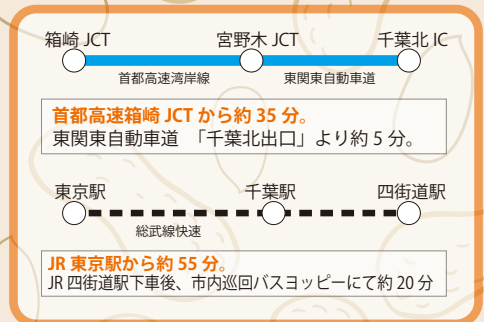 箱崎 JCT 宮野木 JCT 千葉北 IC
首都高速湾岸線 東関東自動車道
首都高速箱崎 JCT から約 35 分。
東関東自動車道 「千葉北出口」より約 5 分。
東京駅 千葉駅 四街道駅
総武線快速
JR 東京駅から約 55 分。
JR 四街道駅下車後、市内巡回バスヨッピーにて約 20 分